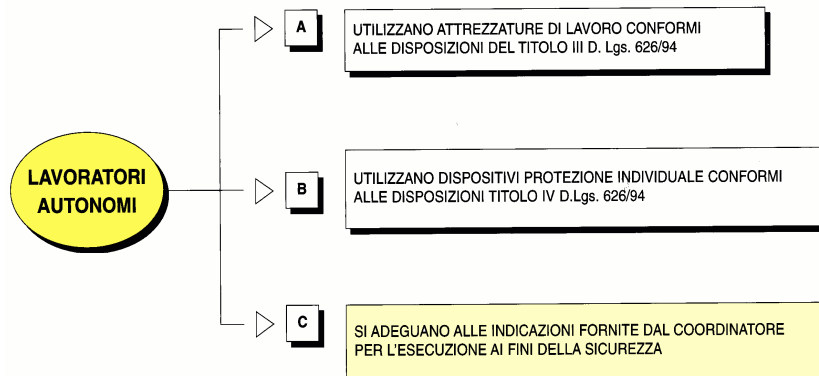 A
UTILIZZANO ATTREZZATURE DI LAVORO CONFORMI
ALLE DISPOSIZIONI DEL TITOLO III D. Lgs. 626/94
LAVORATORI
AUTONOMI
B
UTILIZZANO DISPOSITIVI PROTEZIONE INDIVIDUALE CONFORMI
ALLE DISPOSIZIONI TITOLO IV D.Lgs. 626/94
C
SI ADEGUANO ALLE INDICAZIONI FORNITE DAL COORDINATORE
PER L'ESECUZIONE AI FINI DELLA SICUREZZA